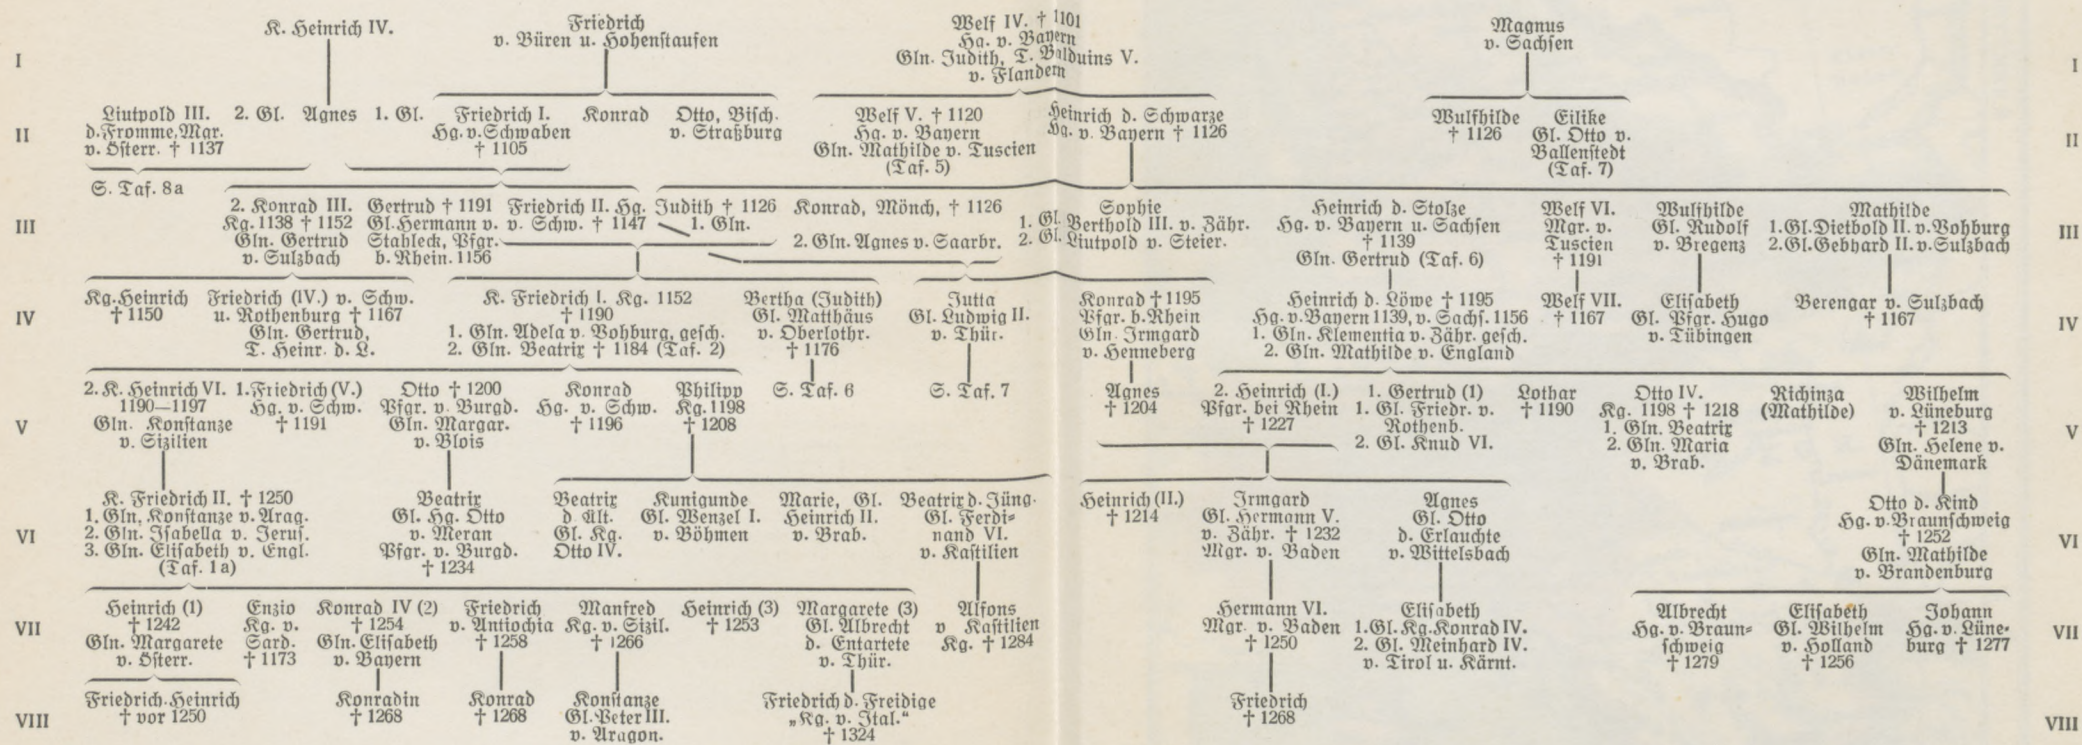 K. Heinrich IV.
Friedrich
v. Büren u. Hohenstaufen
Welf IV. † 1101
Hg. v. Bayern
Gln. Judith, T. Balduins V.
v. Flandern
Magnus
v. Sachsen
I
I
Liutpold III.
d. Fromme, Mgr.
v. Österr. † 1137
2. Gl. Agnes 1. Gl.
Friedrich I.
Hg. v. Schwaben
† 1105
Konrad
Otto, Bisch.
v. Straßburg
Welf V. † 1120
Hg. v. Bayern
Gln. Mathilde v. Tuscien
(Taf. 5)
Heinrich d. Schwarze
Hg. v. Bayern † 1126
Wulfhilde
† 1126
Eilike
Gl. Otto v.
Ballenstedt
(Taf. 7)
II
II
S. Taf. 8a
2. Konrad III.
Kg. 1138 † 1152
Gln. Gertrud
v. Sulzbach
Gertrud † 1191
Gl. Hermann v.
Stahleck, Pfgr.
b. Rhein. 1156
Friedrich II. Hg.
v. Schw. † 1147
Judith † 1126
1. Gln.
Konrad, Mönch, † 1126
2. Gln. Agnes v. Saarbr.
Sophie
1. Gl. Berthold III. v. Zähr.
2. Gl. Liutpold v. Steier.
Heinrich d. Stolze
Hg. v. Bayern u. Sachsen
† 1139
Gln. Gertrud (Taf. 6)
Welf VI.
Mgr. v.
Tuscien
† 1191
Wulfhilde
Gl. Rudolf
v. Bregenz
Mathilde
1. Gl. Dietbold II. v. Vohburg
2. Gl. Gebhard II. v. Sulzbach
III
III
Kg. Heinrich
† 1150
Friedrich (IV.) v. Schw.
u. Rothenburg † 1167
Gln. Gertrud,
T. Heinr. d. L.
K. Friedrich I. Kg. 1152
† 1190
1. Gln. Adela v. Vohburg, gesch.
2. Gln. Beatrix † 1184 (Taf. 2)
Bertha (Judith)
Gl. Matthäus
v. Oberlothr.
† 1176
Jutta
Gl. Ludwig II.
v. Thür.
Konrad † 1195
Pfgr. b. Rhein
Gln. Irmgard
v. Henneberg
Heinrich d. Löwe † 1195
Hg. v. Bayern 1139, v. Sachs. 1156
1. Gln. Klementia v. Zähr. gesch.
2. Gln. Mathilde v. England
Welf VII.
† 1167
Elisabeth
Gl. Pfgr. Hugo
v. Tübingen
Berengar v. Sulzbach
† 1167
IV
IV
2. K. Heinrich VI.
1190—1197
Gln. Konstanze
v. Sizilien
1. Friedrich (V.)
Hg. v. Schw.
† 1191
Otto † 1200
Pfgr. v. Burgd.
Gln. Margar.
v. Blois
Konrad
Hg. v. Schw.
† 1196
Philipp
Kg. 1198
† 1208
S. Taf. 6
S. Taf. 7
Agnes
† 1204
2. Heinrich (I.)
Pfgr. bei Rhein
† 1227
1. Gertrud (1)
1. Gl. Friedr. v.
Rothenb.
2. Gl. Knud VI.
Lothar
† 1190
Otto IV.
Kg. 1198 † 1218
1. Gln. Beatrix
2. Gln. Maria
v. Brab.
Richinza
(Mathilde)
Wilhelm
v. Lüneburg
† 1213
Gln. Helene v.
Dänemark
V
V
K. Friedrich II. † 1250
1. Gln. Konstanze v. Arag.
2. Gln. Isabella v. Jerus.
3. Gln. Elisabeth v. Engl.
(Taf. 1a)
Beatrix
Gl. Hg. Otto
v. Meran
Pfgr. v. Burgd.
† 1234
Beatrix
d. Ält.
Gl. Kg.
Otto IV.
Kunigunde
Gl. Wenzel I.
v. Böhmen
Marie, Gl.
Heinrich II.
v. Brab.
Beatrix d. Jüng.
Gl. Ferdi-
nand VI.
v. Kastilien
Heinrich (II.)
† 1214
Irmgard
Gl. Hermann V.
v. Zähr. † 1232
Mgr. v. Baden
Agnes
Gl. Otto
d. Erlauchte
v. Wittelsbach
Otto d. Kind
Hg. v. Braunschweig
† 1252
Gln. Mathilde
v. Brandenburg
VI
VI
Heinrich (1)
† 1242
Gln. Margarete
v. Österr.
Enzio
Kg. v.
Sard.
† 1173
Konrad IV (2)
† 1254
Gln. Elisabeth
v. Bayern
Friedrich
v. Antiochia
† 1258
Manfred
Kg. v. Sizil.
† 1266
Heinrich (3)
† 1253
Margarete (3)
Gl. Albrecht
d. Entartete
v. Thür.
Alfons
v Kastilien
Kg. † 1284
Hermann VI.
Mgr. v. Baden
† 1250
Elisabeth
1. Gl. Kg. Konrad IV.
2. Gl. Meinhard IV.
v. Tirol u. Kärnt.
Albrecht
Hg. v. Braun-
schweig
† 1279
Elisabeth
Gl. Wilhelm
v. Holland
† 1256
Johann
Hg. v. Lüne-
burg † 1277
VII
VII
Friedrich. Heinrich
† vor 1250
Konradin
† 1268
Konrad
† 1268
Konstanze
Gl. Peter III.
v. Aragon.
Friedrich d. Freidige
„Kg. v. Ital.“
† 1324
Friedrich
† 1268
VIII
VIII